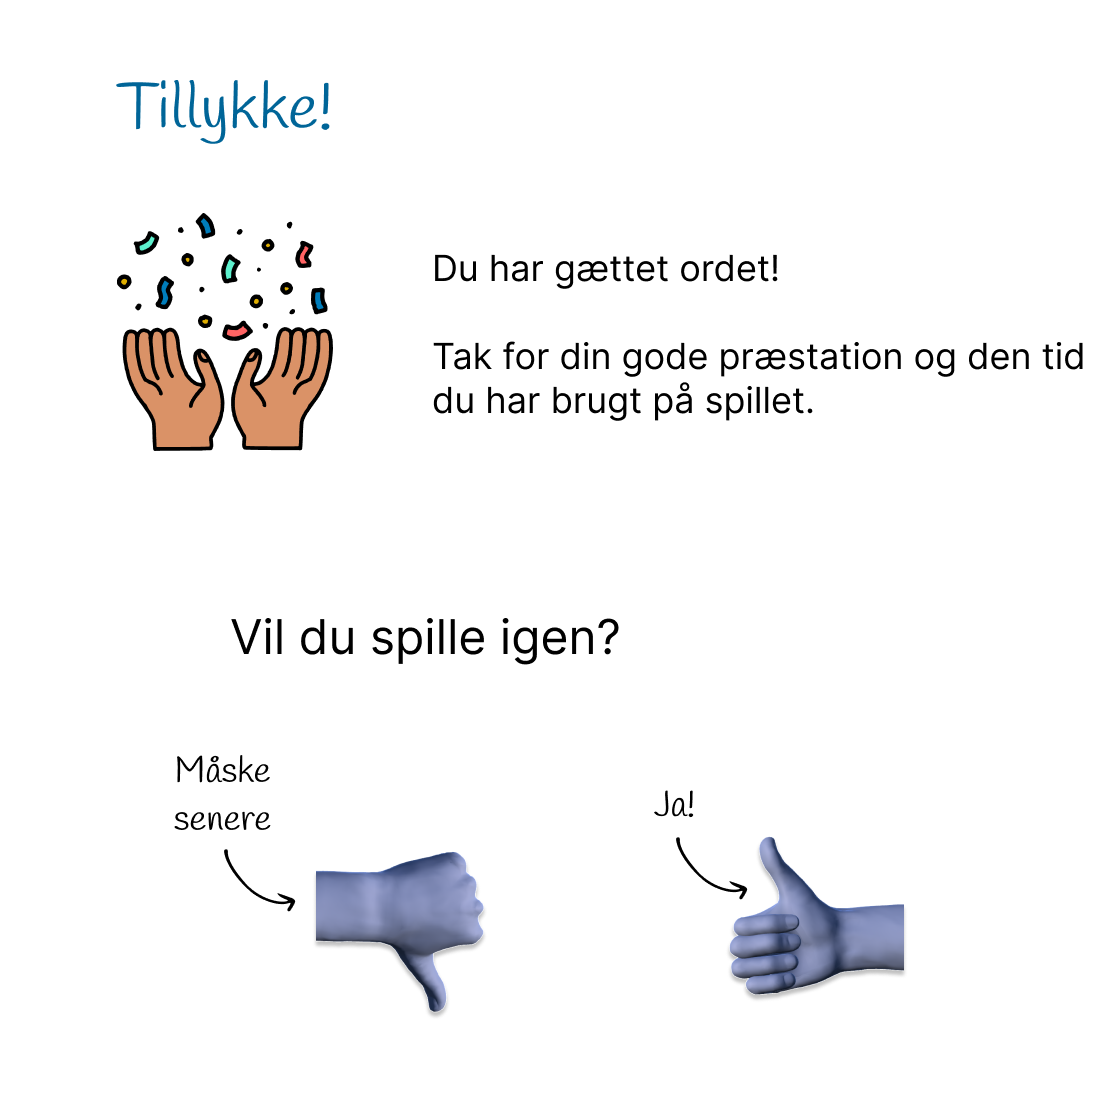 Tillykke!
Du har gættet ordet!
Tak for din gode præstation og den tid
du har brugt på spillet.
Vil du spille igen?
Måske
senere
Ja!